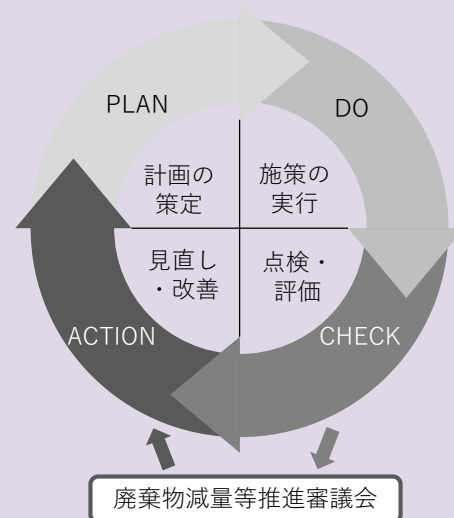 PLAN
DO
計画の
策定
施策の
実行
見直し
・改善
点検・
評価
ACTION
CHECK
廃棄物減量等推進審議会